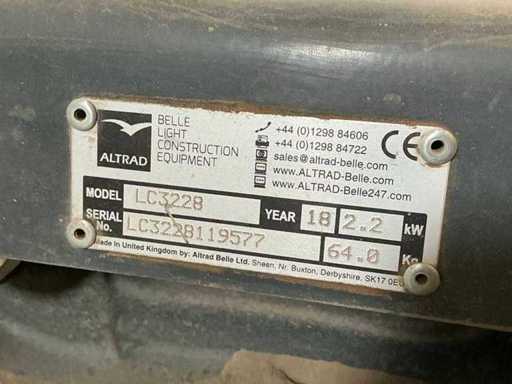 ALTRAD
BELLE
LIGHT
CONSTRUCTION
EQUIPMENT
+44 (0)1298 84606
+44 (0)1298 84722
sales@altrad-belle.com
www.ALTRAD-Belle.com
www.ALTRAD-Belle247.com
CE
MODEL LC3228 YEAR 18 2.2 kW
SERIAL No. LC3228119577 64.0 Kg
Made in United Kingdom by: Altrad Belle Ltd. Sheen, Nr. Buxton, Derbyshire, SK17 0EU